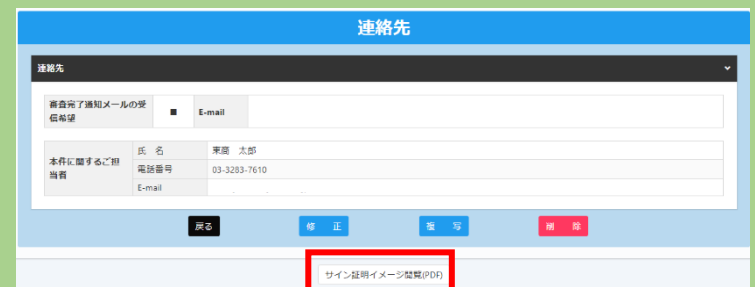 連絡先
連絡先
審査完了通知メールの受
信希望
■
E-mail
本件に関するご担
当者
氏 名
東商 太郎
電話番号
03-3283-7610
E-mail
戻る
修 正
複 写
削 除
サイン証明イメージ閲覧(PDF)